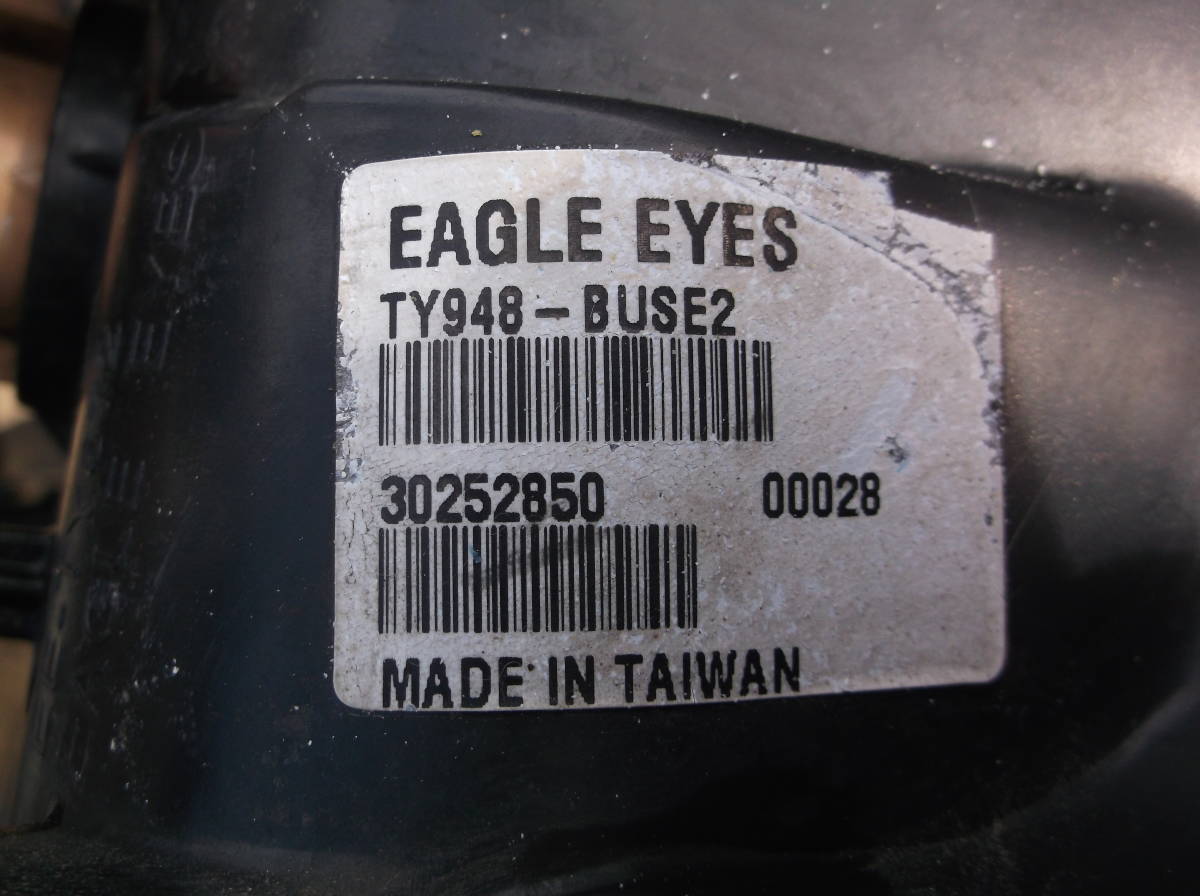 EAGLE EYES
TY948-BUSE2
30252850 00028
MADE IN TAIWAN